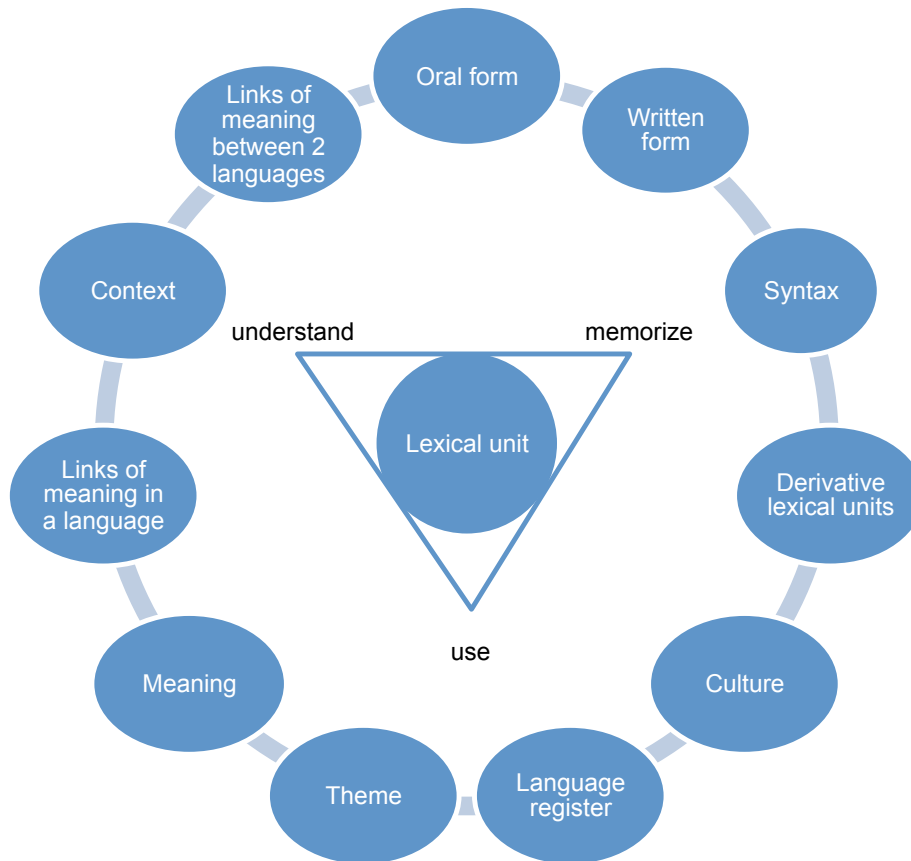 Oral form
Links of
meaning
between 2
languages
Written
form
Context
Syntax
understand
memorize
Lexical unit
Links of
meaning in
a language
Derivative
lexical units
use
Meaning
Culture
Theme
Language
register